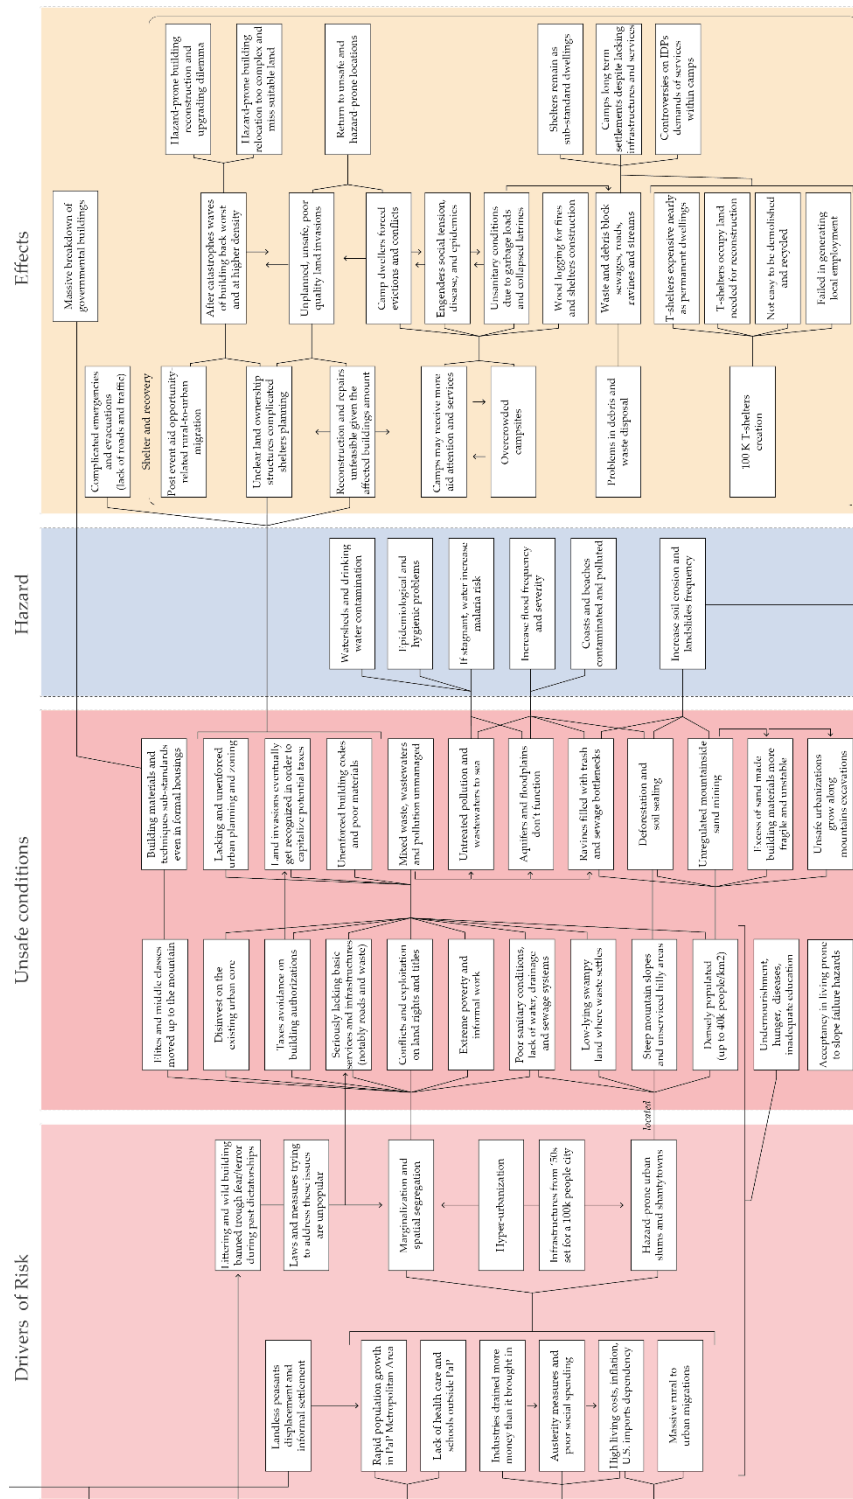 Drivers of Risk
Landless peasants
displacement and
informal settlement
Rapid population growth
in PaP Metropolitan Area
Lack of health care and
schools outside PaP
Industries drained more
money than it brought in
Austerity measures and
poor social spending
High living costs, inflation,
U.S. imports dependency
Massive rural to
urban migrations
Littering and wild building
banned trough fear/terror
during past dictatorships
Laws and measures trying
to address these issues
are unpopular
Marginalization and
spatial segregation
Hyper-urbanization
Infrastructures from '50s
set for a 100k people city
Hazard-prone urban
slums and shantytowns
located
Unsafe conditions
Elites and middle classes
moved up to the mountain
Disinvest on the
existing urban core
Taxes avoidance on
building authorizations
Seriously lacking basic
services and infrastructures
(notably roads and waste)
Conflicts and exploitation
on land rights and titles
Extreme poverty and
informal work
Poor sanitary conditions,
lack of water, drainage
and sewage systems
Low-lying swampy
land where waste settles
Steep mountain slopes
and unserviced hilly areas
Densely populated
(up to 40k people/km2)
Undernourishment,
hunger, diseases,
inadequate education
Acceptancy in living prone
to slope failure hazards
Building materials and
techniques sub-standards
even in formal housings
Lacking and unenforced
urban planning and zoning
Land invasions eventually
get recognized in order to
capitalize potential taxes
Unenforced building codes
and poor materials
Mixed waste, wastewaters
and pollution unmanaged
Untreated pollution and
wastewaters to sea
Aquifers and floodplains
don't function
Ravines filled with trash
and sewage bottlenecks
Deforestation and
soil sealing
Unregulated mountainside
sand mining
Excess of sand made
building materials more
fragile and unstable
Unsafe urbanizations
grow along
mountains excavations
Hazard
Watersheds and drinking
water contamination
Epidemiological and
hygienic problems
If stagnant, water increase
malaria risk
Increase flood frequency
and severity
Coasts and beaches
contaminated and polluted
Increase soil erosion and
landslides frequency
Effects
Complicated emergencies
and evacuations
(lack of roads and traffic)
Shelter and recovery
Post event aid opportunity
related rural-to-urban
migration
Unclear land ownership
structures complicated
shelters planning
Reconstruction and repairs
unfeasible given the
affected buildings amount
Camps may receive more
aid attention and services
Overcrowded
campsites
Problems in debris and
waste disposal
100 K T-shelters
creation
Massive breakdown of
governmental buildings
After catastrophes waves
of building back worst
and at higher density
Unplanned, unsafe, poor
quality land invasions
Camp dwellers forced
evictions and conflicts
Engenders social tension,
disease, and epidemics
Unsanitary conditions
due to garbage loads
and collapsed latrines
Wood logging for fires
and shelters construction
Waste and debris block
sewages, roads,
ravines and streams
T-shelters expensive nearly
as permanent dwellings
T-shelters occupy land
needed for reconstruction
Not easy to be demolished
and recycled
Failed in generating
local employment
Hazard-prone building
reconstruction and
upgrading dilemma
Hazard-prone building
relocation too complex and
miss suitable land
Return to unsafe and
hazard-prone locations
Shelters remain as
sub-standard dwellings
Camps long term
settlements despite lacking
infrastructures and services
Controversies on IDPs
demands of services
within camps